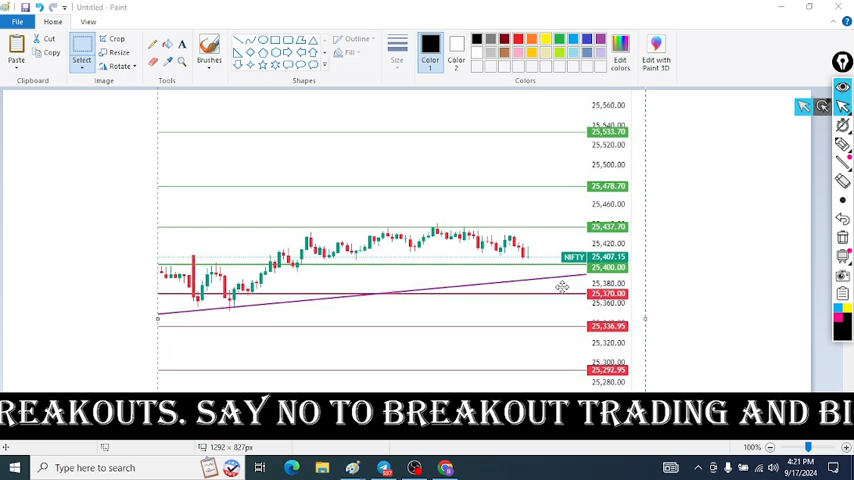 Untitled - Paint
File
Home
View
Paste
Cut
Copy
Clipboard
Select
Crop
Resize
Rotate
Image
Tools
Brushes
Shapes
Outline
Fill
Size
Color 1
Color 2
Colors
Edit colors
Edit with Paint 3D
25,560.00
25,540.00
25,533.70
25,520.00
25,500.00
25,478.70
25,460.00
25,437.70
25,420.00
NIFTY 25,407.15
25,400.00
25,380.00
25,370.00
25,360.00
25,336.95
25,320.00
25,300.00
25,292.95
25,280.00
REAKOUTS. SAY NO TO BREAKOUT TRADING AND BI
1292 × 827px
100%
Type here to search
4:21 PM
9/17/2024